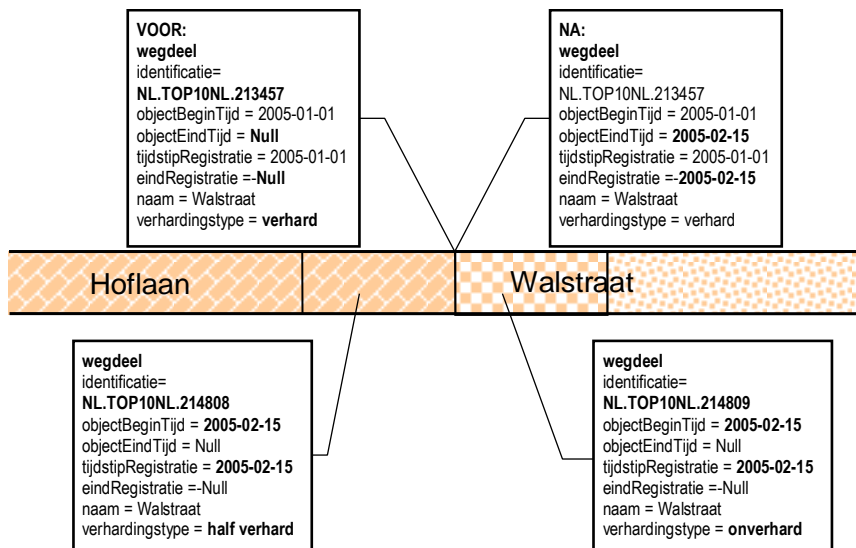 VOOR:
wegdeel
identificatie=
NL.TOP10NL.213457
objectBeginTijd = 2005-01-01
objectEindTijd = Null
tijdstipRegistratie = 2005-01-01
eindRegistratie =-Null
naam = Walstraat
verhardingstype = verhard
NA:
wegdeel
identificatie=
NL.TOP10NL.213457
objectBeginTijd = 2005-01-01
objectEindTijd = 2005-02-15
tijdstipRegistratie = 2005-01-01
eindRegistratie =-2005-02-15
naam = Walstraat
verhardingstype = verhard
Hoflaan
Walstraat
wegdeel
identificatie=
NL.TOP10NL.214808
objectBeginTijd = 2005-02-15
objectEindTijd = Null
tijdstipRegistratie = 2005-02-15
eindRegistratie =-Null
naam = Walstraat
verhardingstype = half verhard
wegdeel
identificatie=
NL.TOP10NL.214809
objectBeginTijd = 2005-02-15
objectEindTijd = Null
tijdstipRegistratie = 2005-02-15
eindRegistratie =-Null
naam = Walstraat
verhardingstype = onverhard